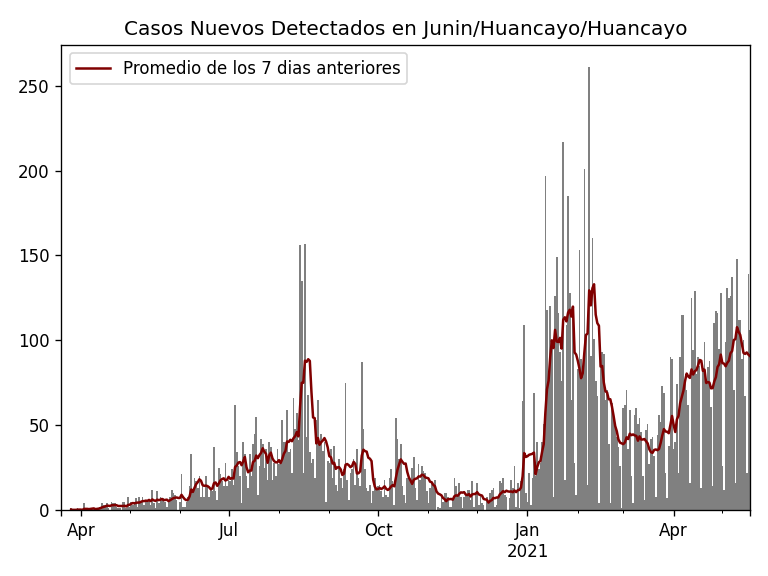 Casos Nuevos Detectados en Junin/Huancayo/Huancayo
Promedio de los 7 dias anteriores
250
200
150
100
50
0
Apr Jul Oct Jan Apr
2021